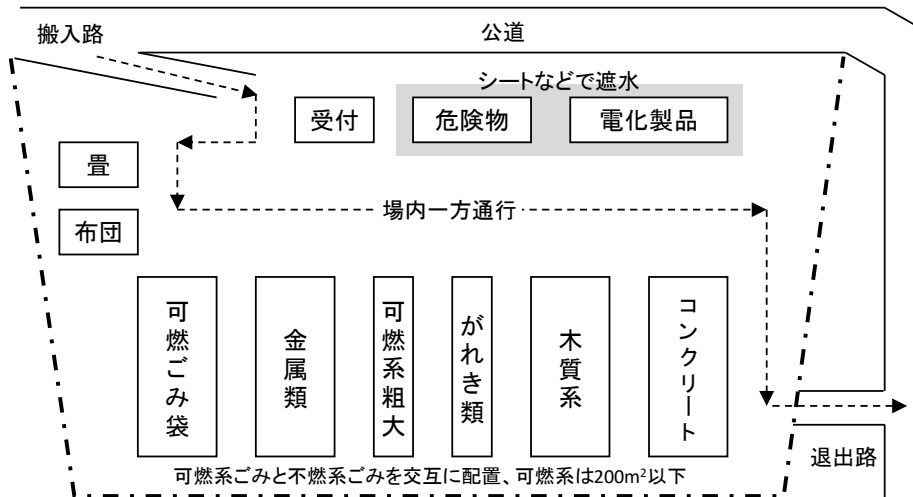 搬入路
公道
シートなどで遮水
受付
危険物
電化製品
畳
布団
場内一方通行
可燃ごみ袋
金属類
可燃系粗大
がれき類
木質系
コンクリート
退出路
可燃系ごみと不燃系ごみを交互に配置、可燃系は200m²以下